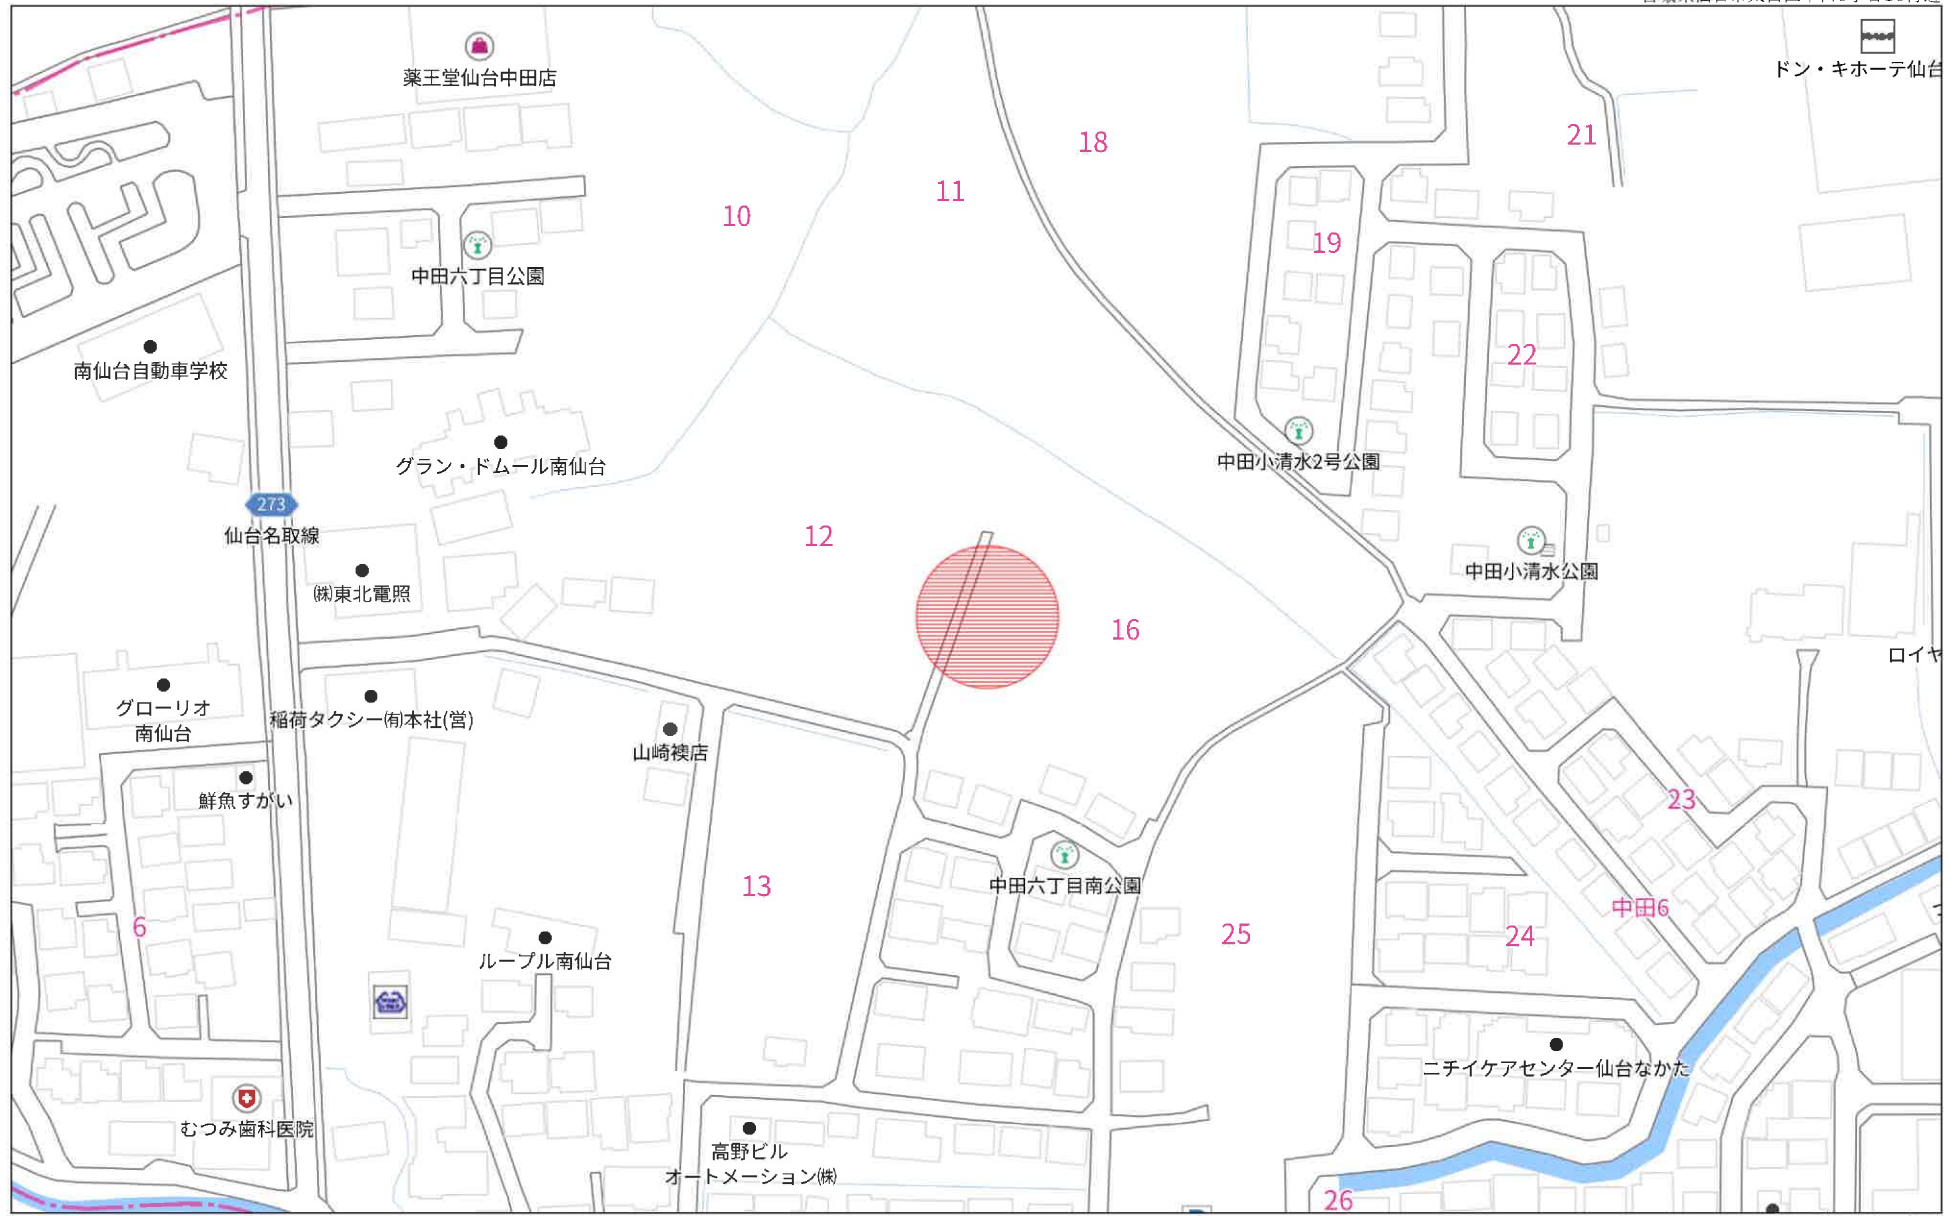 薬王堂仙台中田店
ドン・キホーテ仙台
21
18
11
10
19
中田六丁目公園
22
南仙台自動車学校
グラン・ドムール南仙台
中田小清水2号公園
273
仙台名取線
12
中田小清水公園
㈱東北電照
16
ロイヤ
グローリオ
南仙台
稲荷タクシー㈲本社(営)
山崎襖店
鮮魚すがい
23
13
中田六丁目南公園
中田6
6
25
24
ループル南仙台
ニチイケアセンター仙台なかた
むつみ歯科医院
高野ビル
オートメーション㈱
26